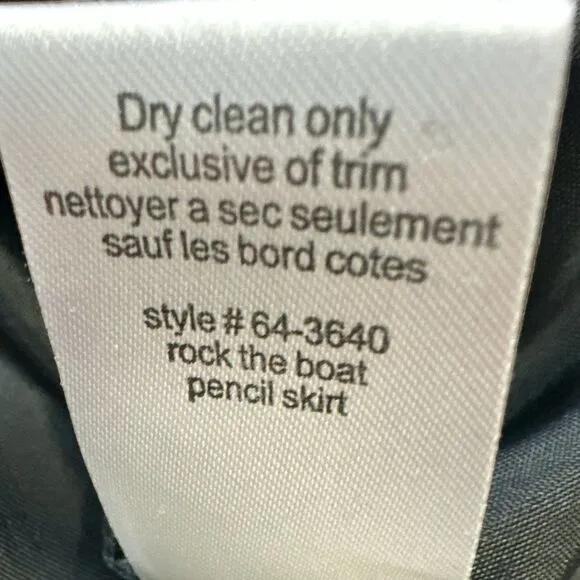 Dry clean only
exclusive of trim
nettoyer a sec seulement
sauf les bord cotes
style # 64-3640
rock the boat
pencil skirt